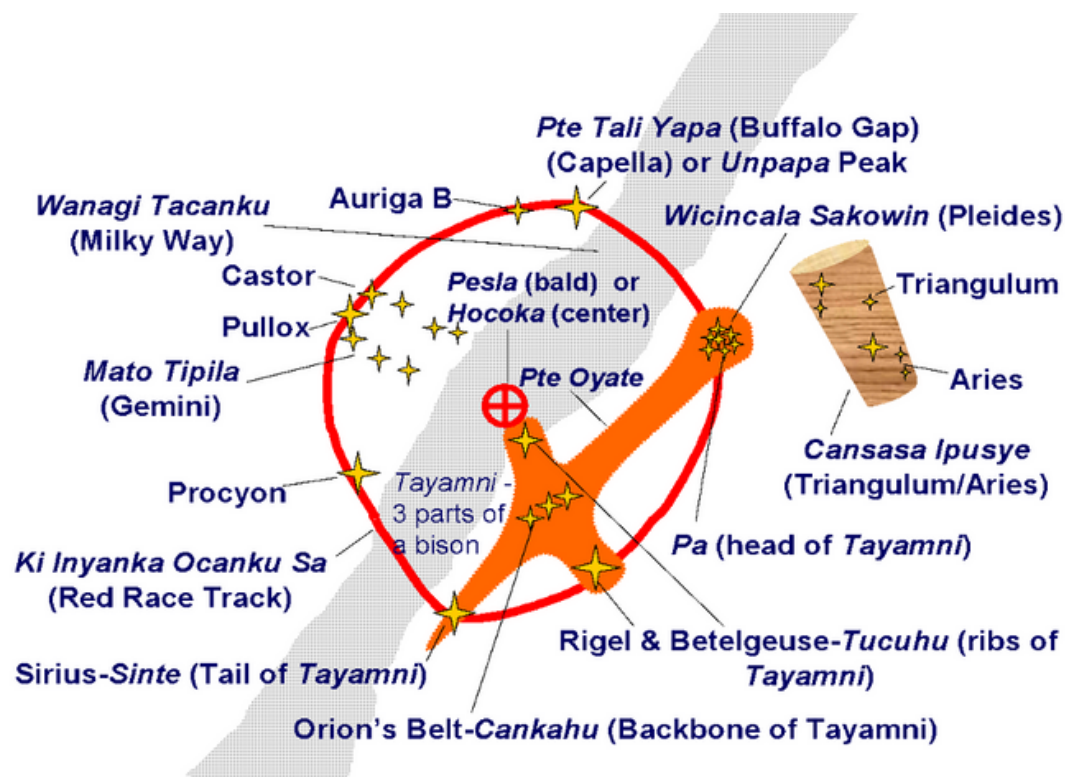 Pte Tali Yapa (Buffalo Gap)
(Capella) or Unpapa Peak
Auriga B
Wanagi Tacanku
(Milky Way)
Wicincala Sakowin (Pleides)
Castor
Pesla (bald) or
Hocoka (center)
Triangulum
Pullox
Mato Tipila
(Gemini)
Pte Oyate
Aries
Cansasa Ipusye
(Triangulum/Aries)
Procyon
Tayamni -
3 parts of
a bison
Pa (head of Tayamni)
Ki Inyanka Ocanku Sa
(Red Race Track)
Rigel & Betelgeuse-Tucuhu (ribs of
Tayamni)
Sirius-Sinte (Tail of Tayamni)
Orion's Belt-Cankahu (Backbone of Tayamni)